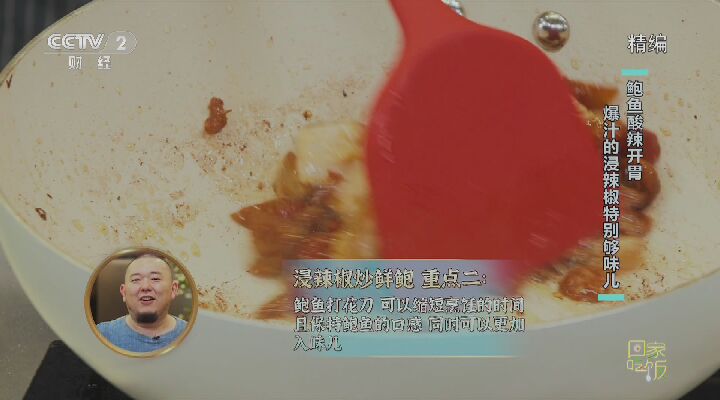 CCTV 2
财经
精编
鲍鱼酸辣开胃
爆汁的浸辣椒特别够味儿
浸辣椒炒鲜鲍 重点二:
鲍鱼打花刀 可以缩短烹饪的时间
且保持鲍鱼的口感 同时可以更加
入味儿
回家
吃饭